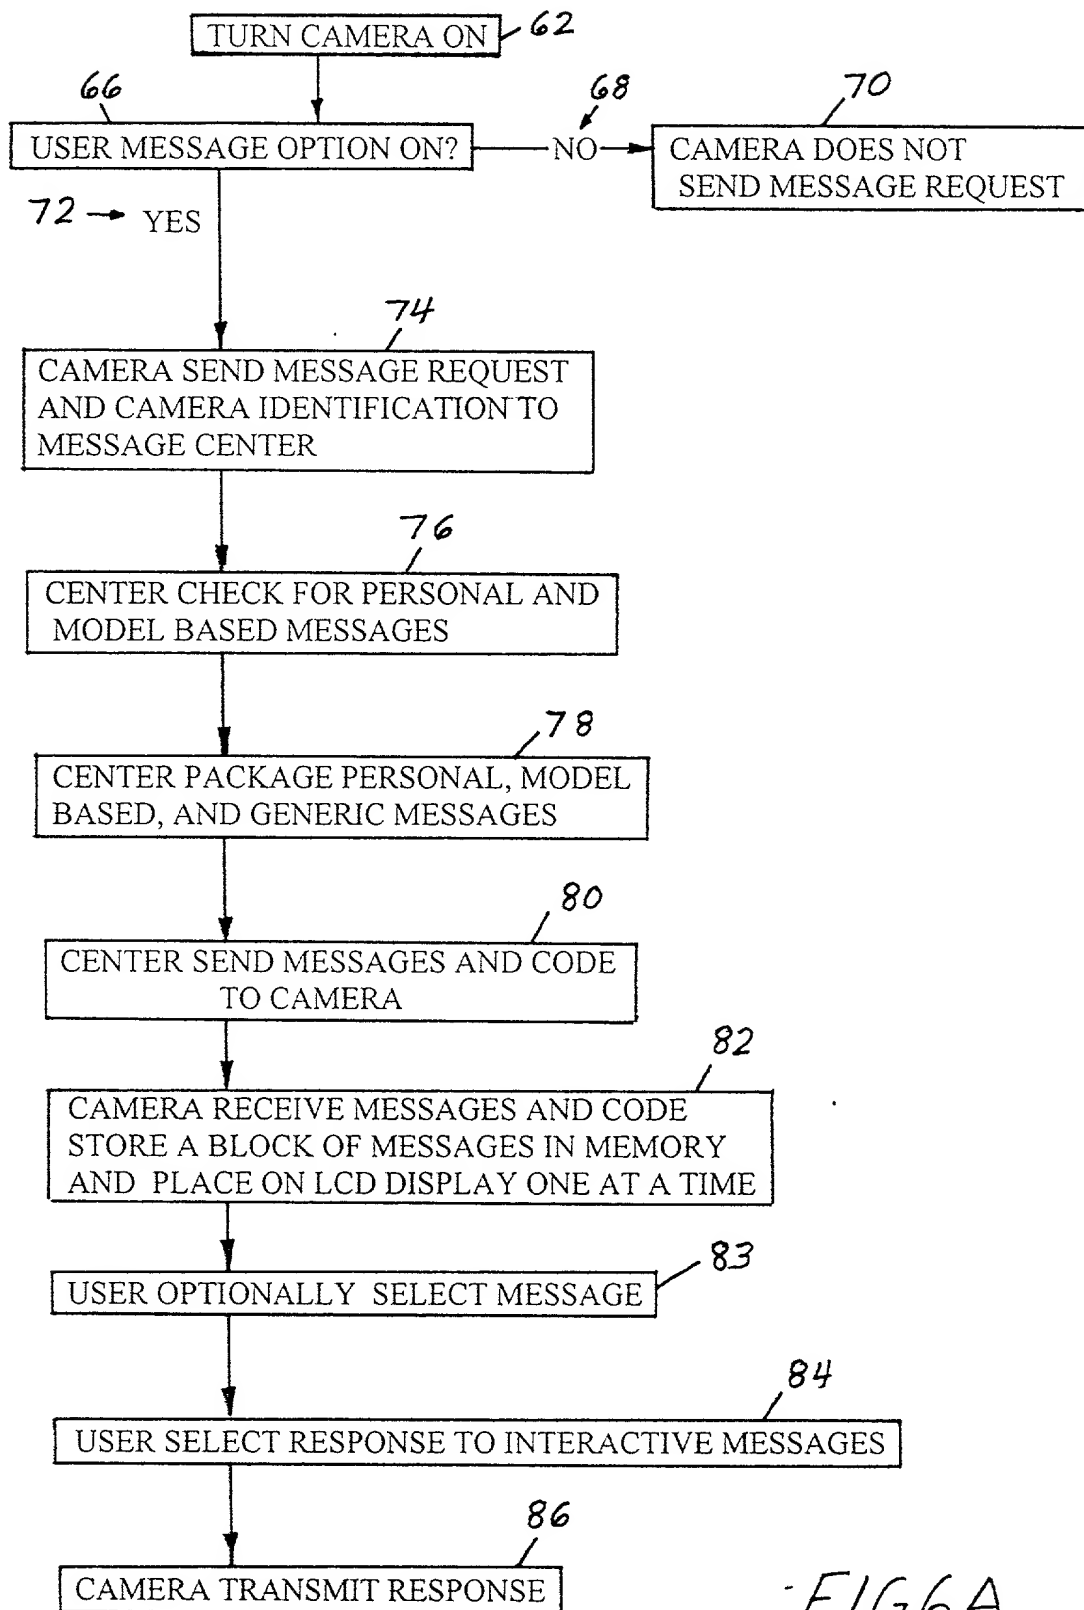 TURN CAMERA ON
62
66
68
70
USER MESSAGE OPTION ON?
NO
CAMERA DOES NOT
SEND MESSAGE REQUEST
72
YES
74
CAMERA SEND MESSAGE REQUEST
AND CAMERA IDENTIFICATION TO
MESSAGE CENTER
76
CENTER CHECK FOR PERSONAL AND
MODEL BASED MESSAGES
78
CENTER PACKAGE PERSONAL, MODEL
BASED, AND GENERIC MESSAGES
80
CENTER SEND MESSAGES AND CODE
TO CAMERA
82
CAMERA RECEIVE MESSAGES AND CODE
STORE A BLOCK OF MESSAGES IN MEMORY
AND PLACE ON LCD DISPLAY ONE AT A TIME
83
USER OPTIONALLY SELECT MESSAGE
84
USER SELECT RESPONSE TO INTERACTIVE MESSAGES
86
CAMERA TRANSMIT RESPONSE
FIG6A